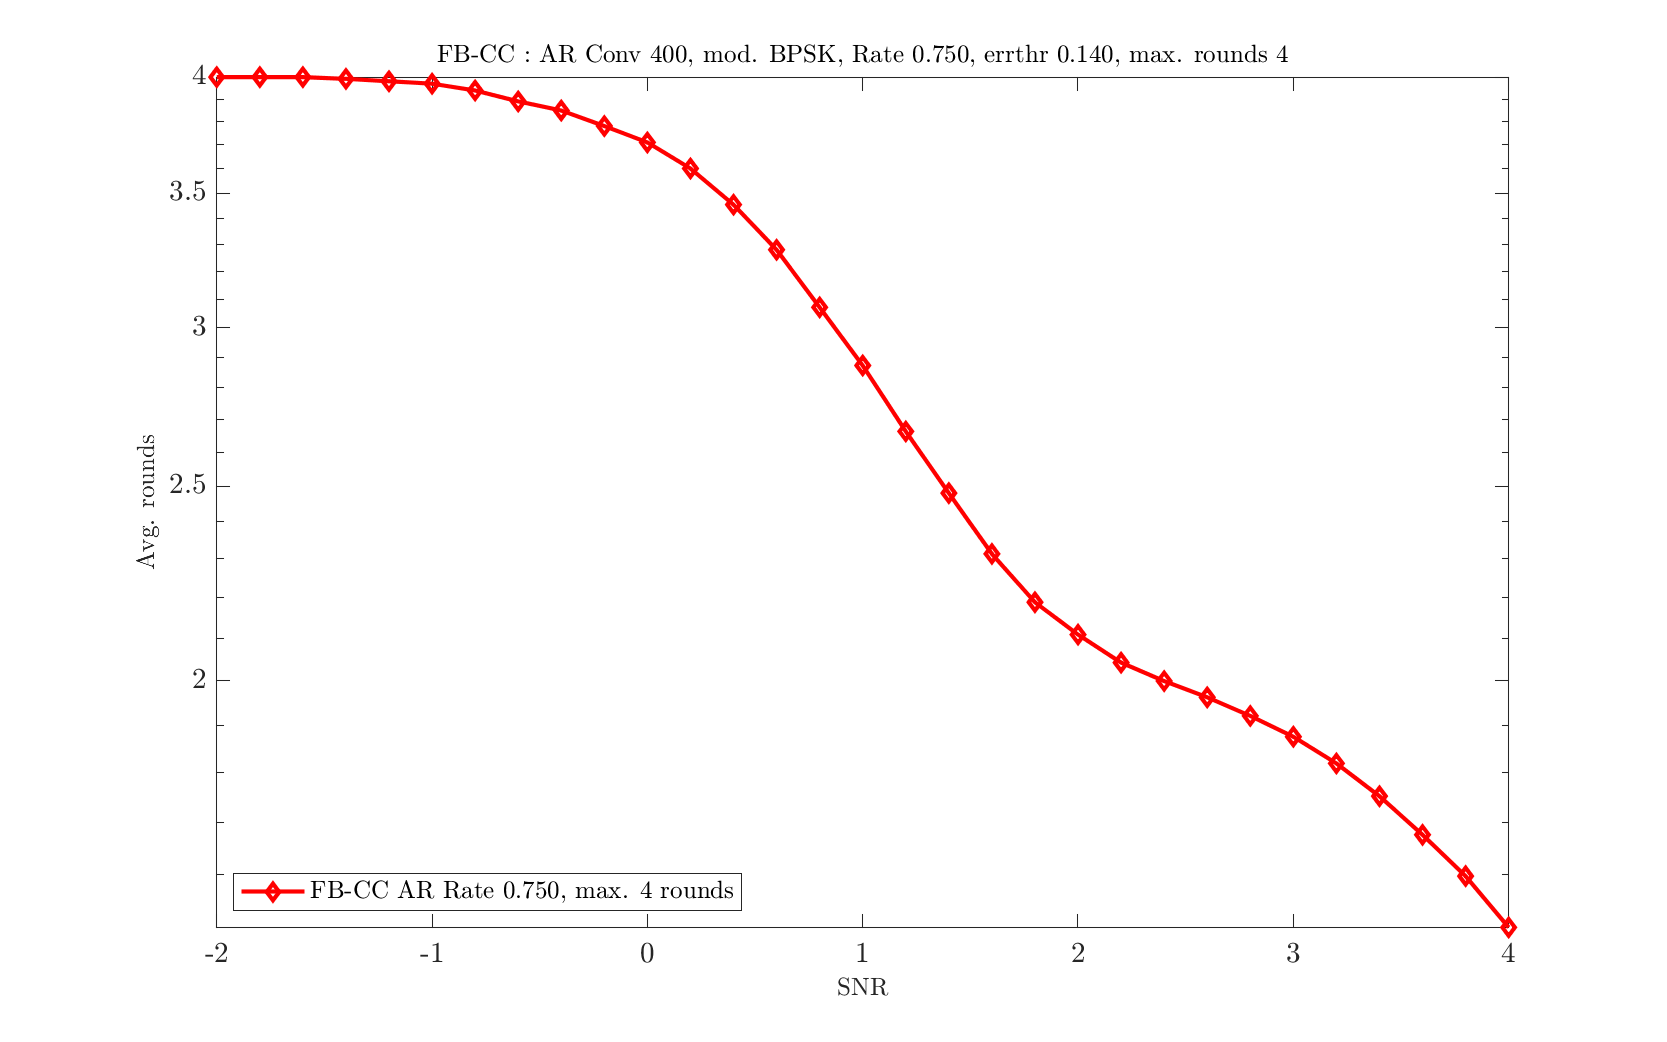 FB-CC : AR Conv 400, mod. BPSK, Rate 0.750, errthr 0.140, max. rounds 4
4
3.5
3
2.5
2
Avg. rounds
FB-CC AR Rate 0.750, max. 4 rounds
-2 -1 0 1 2 3 4
SNR